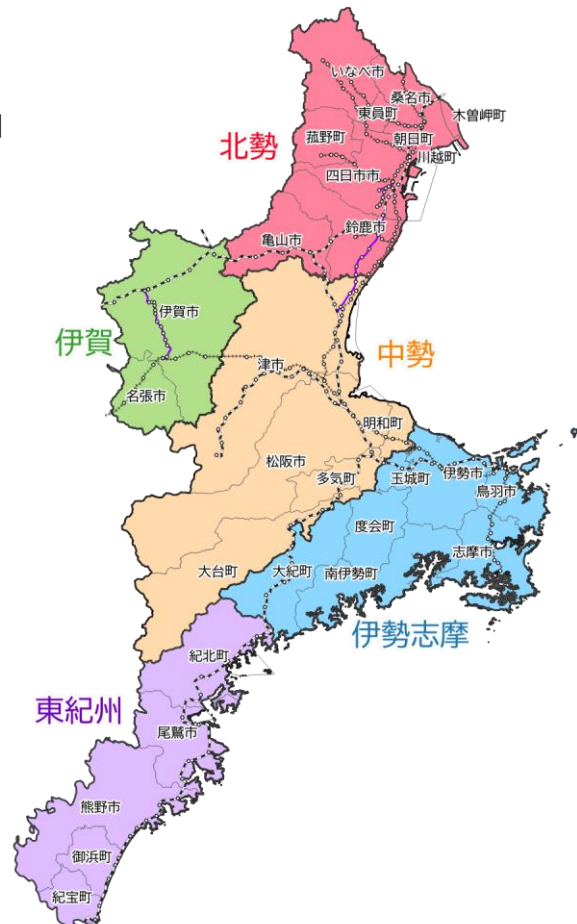 いなべ市
桑名市
東員町
木曽岬町
菰野町
朝日町
北勢
川越町
四日市市
鈴鹿市
亀山市
伊賀市
伊賀
中勢
津市
名張市
明和町
松阪市
多気町
玉城町
伊勢市
鳥羽市
度会町
志摩市
大台町
大紀町
南伊勢町
伊勢志摩
紀北町
東紀州
尾鷲市
熊野市
御浜町
紀宝町